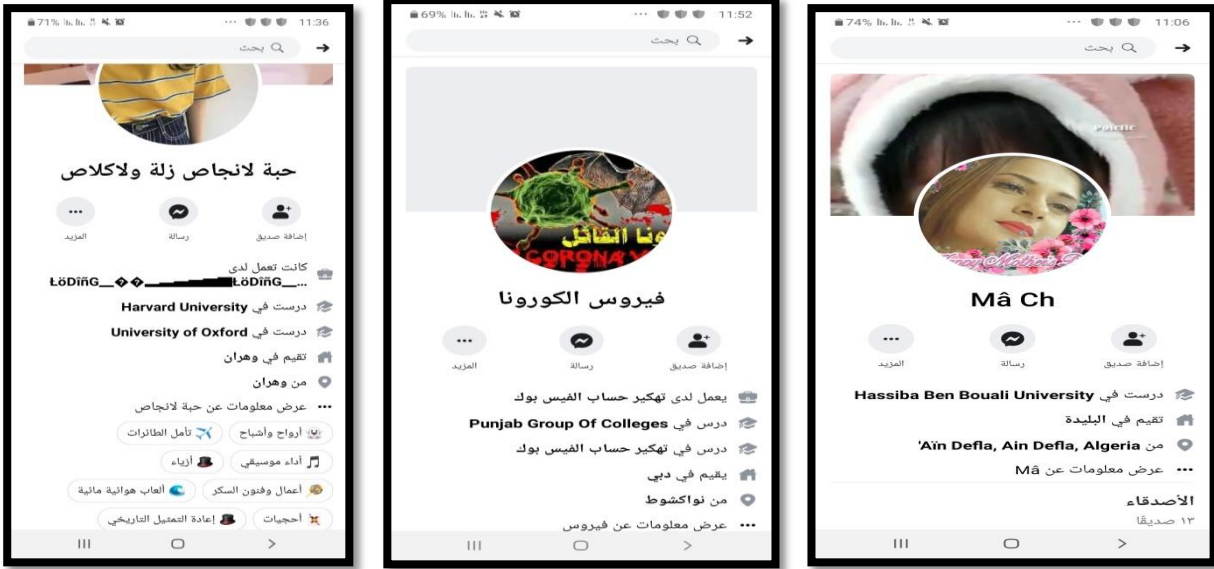 11:36
71%
بحث
حبة لانجاص زلة ولاكلاص
إضافة صديق
رسالة
المزيد
كانت تعمل لدى
ŁöDîñG__��▁▂▃▄▅▆▇█ŁöDîñG__...
درست في Harvard University
درست في University of Oxford
تقيم في وهران
من وهران
عرض معلومات عن حبة لانجاص
أرواح وأشباح
تأمل الطائرات
أداء موسيقي
أزياء
أعمال وفنون السكر
ألعاب هوائية مائية
أحجيات
إعادة التمثيل التاريخي
11:52
69%
بحث
ونا القاتل
CORONA V
فيروس الكورونا
إضافة صديق
رسالة
المزيد
يعمل لدى تهكير حساب الفيس بوك
درس في Punjab Group Of Colleges
درس في تهكير حساب الفيس بوك
يقيم في دبي
من نواكشوط
عرض معلومات عن فيروس
11:06
74%
بحث
Mâ Ch
إضافة صديق
رسالة
المزيد
درست في Hassiba Ben Bouali University
تقيم في البليدة
من Aïn Defla, Ain Defla, Algeria'
عرض معلومات عن Mâ
الأصدقاء
١٣ صديقًا